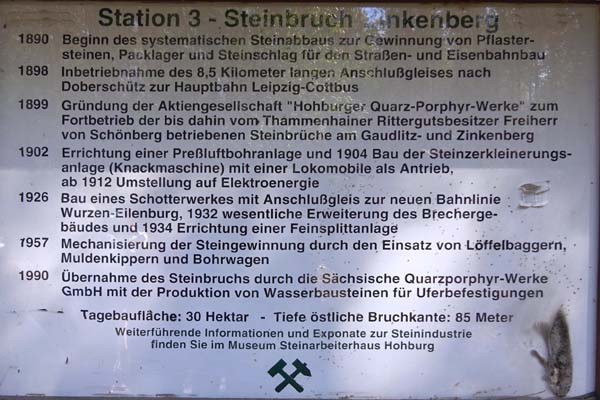 Station 3 - Steinbruch Zinkenberg
1890 Beginn des systematischen Steinabbaus zur Gewinnung von Pflaster-
steinen, Packlager und Steinschlag für den Straßen- und Eisenbahnbau
1898 Inbetriebnahme des 8,5 Kilometer langen Anschlußgleises nach
Doberschütz zur Hauptbahn Leipzig-Cottbus
1899 Gründung der Aktiengesellschaft "Hohburger Quarz-Porphyr-Werke" zum
Fortbetrieb der bis dahin vom Thammenhainer Rittergutsbesitzer Freiherr
von Schönberg betriebenen Steinbrüche am Gaudlitz- und Zinkenberg
1902 Errichtung einer Preßluftbohranlage und 1904 Bau der Steinzerkleinerungs-
anlage (Knackmaschine) mit einer Lokomobile als Antrieb,
ab 1912 Umstellung auf Elektroenergie
1926 Bau eines Schotterwerkes mit Anschlußgleis zur neuen Bahnlinie
Wurzen-Eilenburg, 1932 wesentliche Erweiterung des Brecherge-
bäudes und 1934 Errichtung einer Feinsplittanlage
1957 Mechanisierung der Steingewinnung durch den Einsatz von Löffelbaggern,
Muldenkippern und Bohrwagen
1990 Übernahme des Steinbruchs durch die Sächsische Quarzporphyr-Werke
GmbH mit der Produktion von Wasserbausteinen für Uferbefestigungen
Tagebaufläche: 30 Hektar - Tiefe östliche Bruchkante: 85 Meter
Weiterführende Informationen und Exponate zur Steinindustrie
finden Sie im Museum Steinarbeiterhaus Hohburg